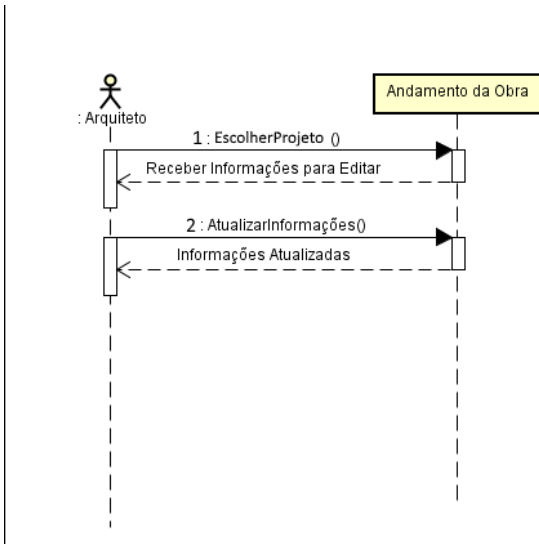 Andamento da Obra
: Arquiteto
1 : EscolherProjeto ()
Receber Informações para Editar
2 : AtualizarInformações()
Informações Atualizadas